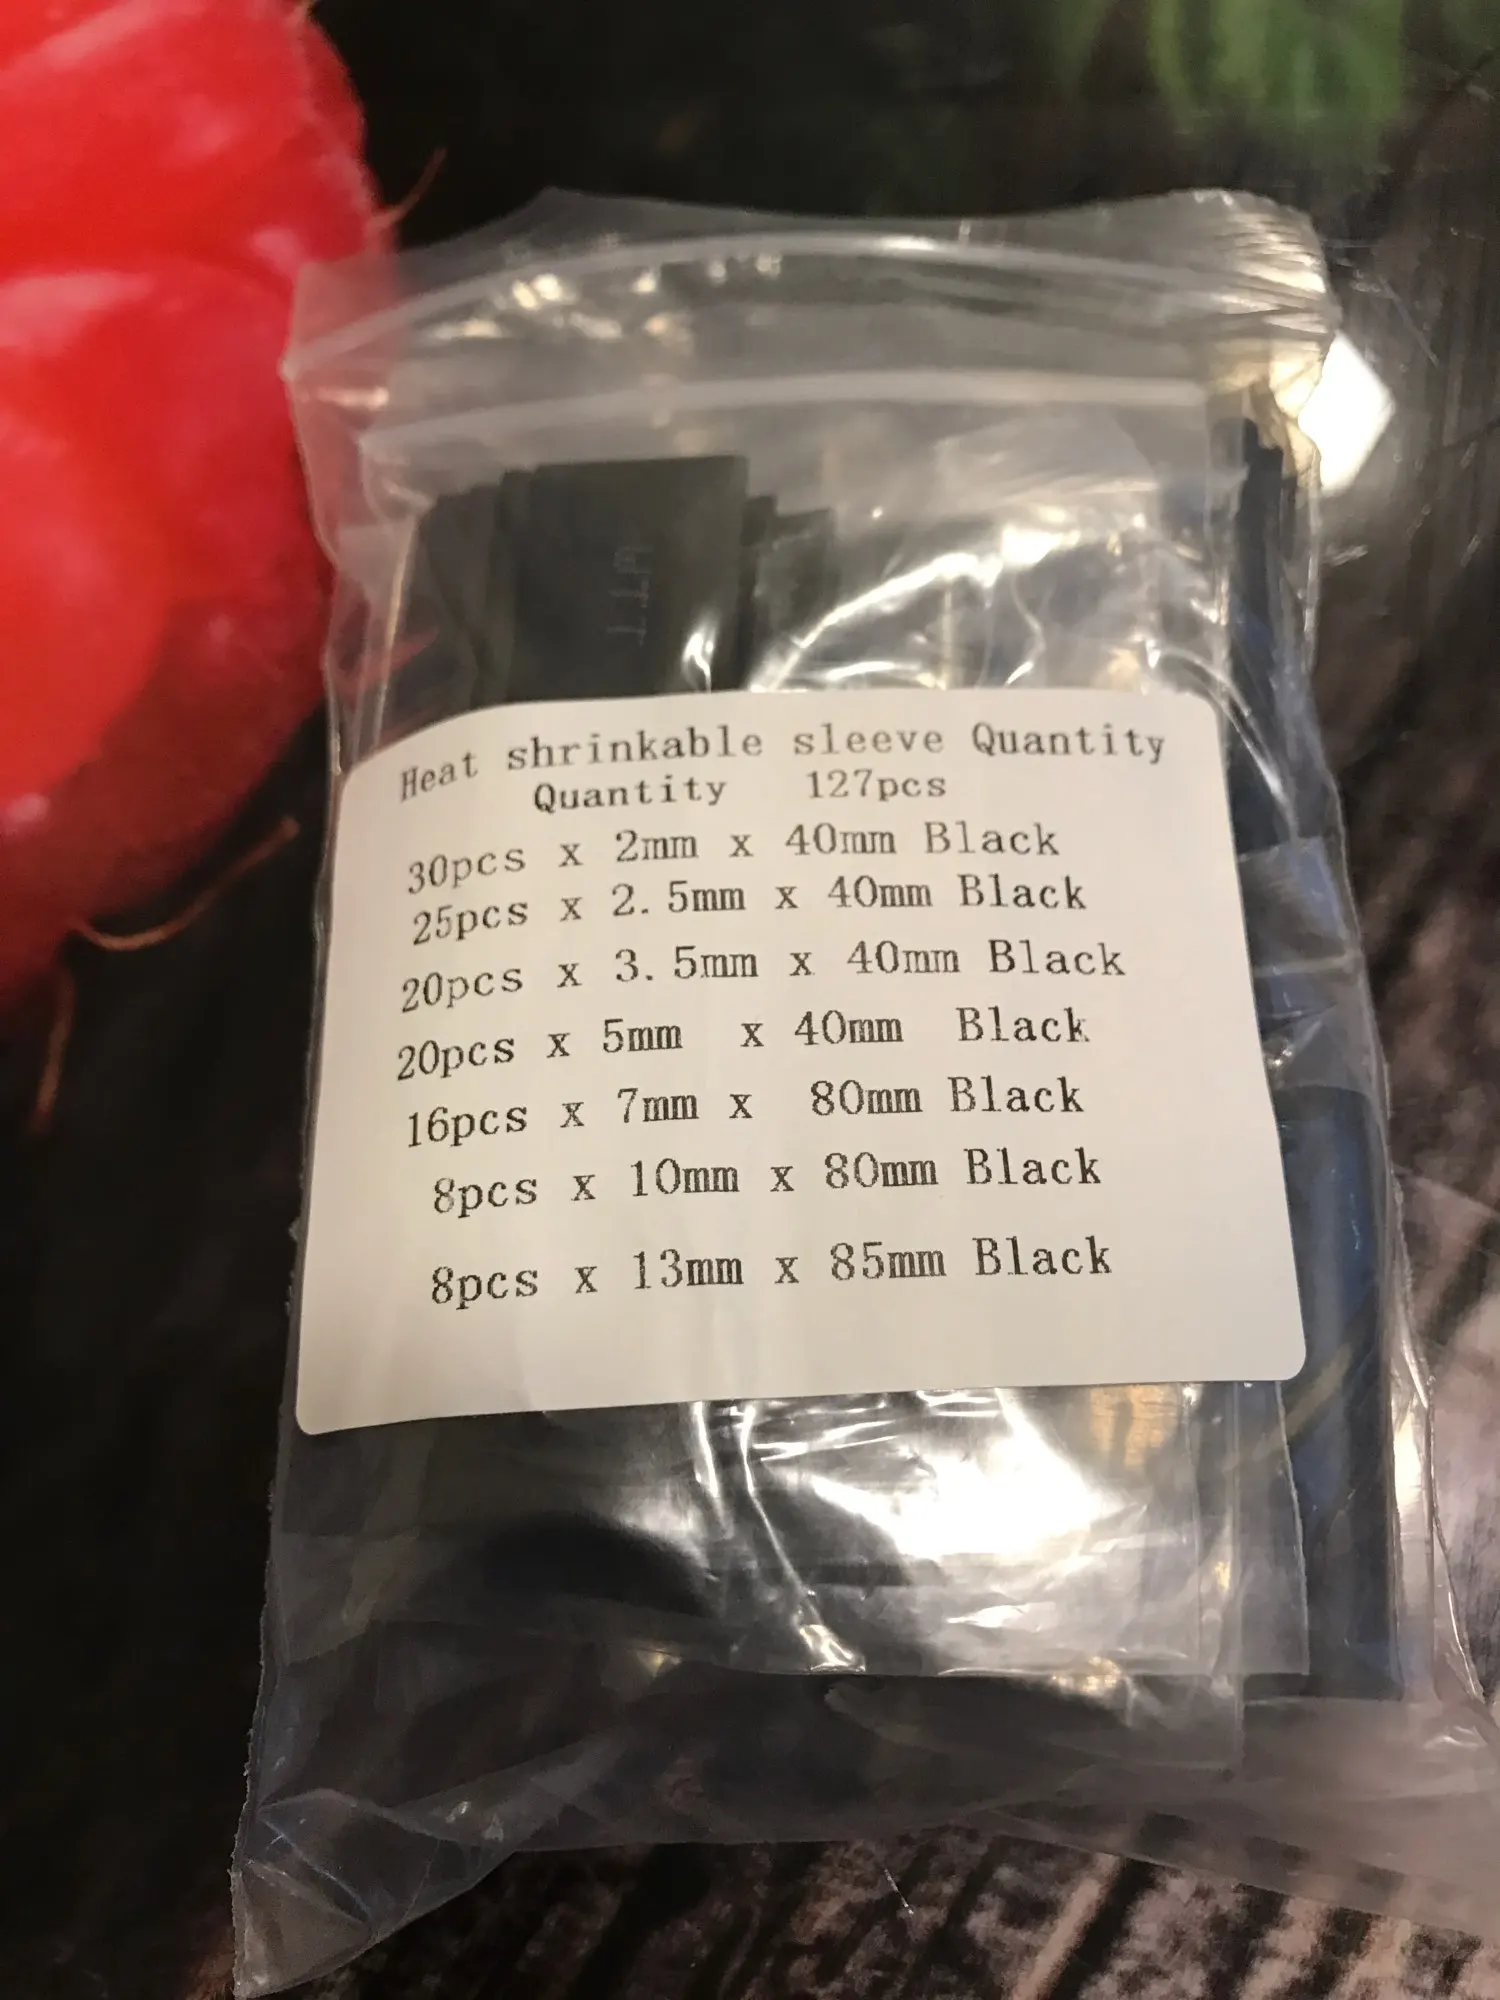 Heat shrinkable sleeve Quantity
Quantity 127pcs
30pcs x 2mm x 40mm Black
25pcs x 2.5mm x 40mm Black
20pcs x 3.5mm x 40mm Black
20pcs x 5mm x 40mm Black
16pcs x 7mm x 80mm Black
8pcs x 10mm x 80mm Black
8pcs x 13mm x 85mm Black